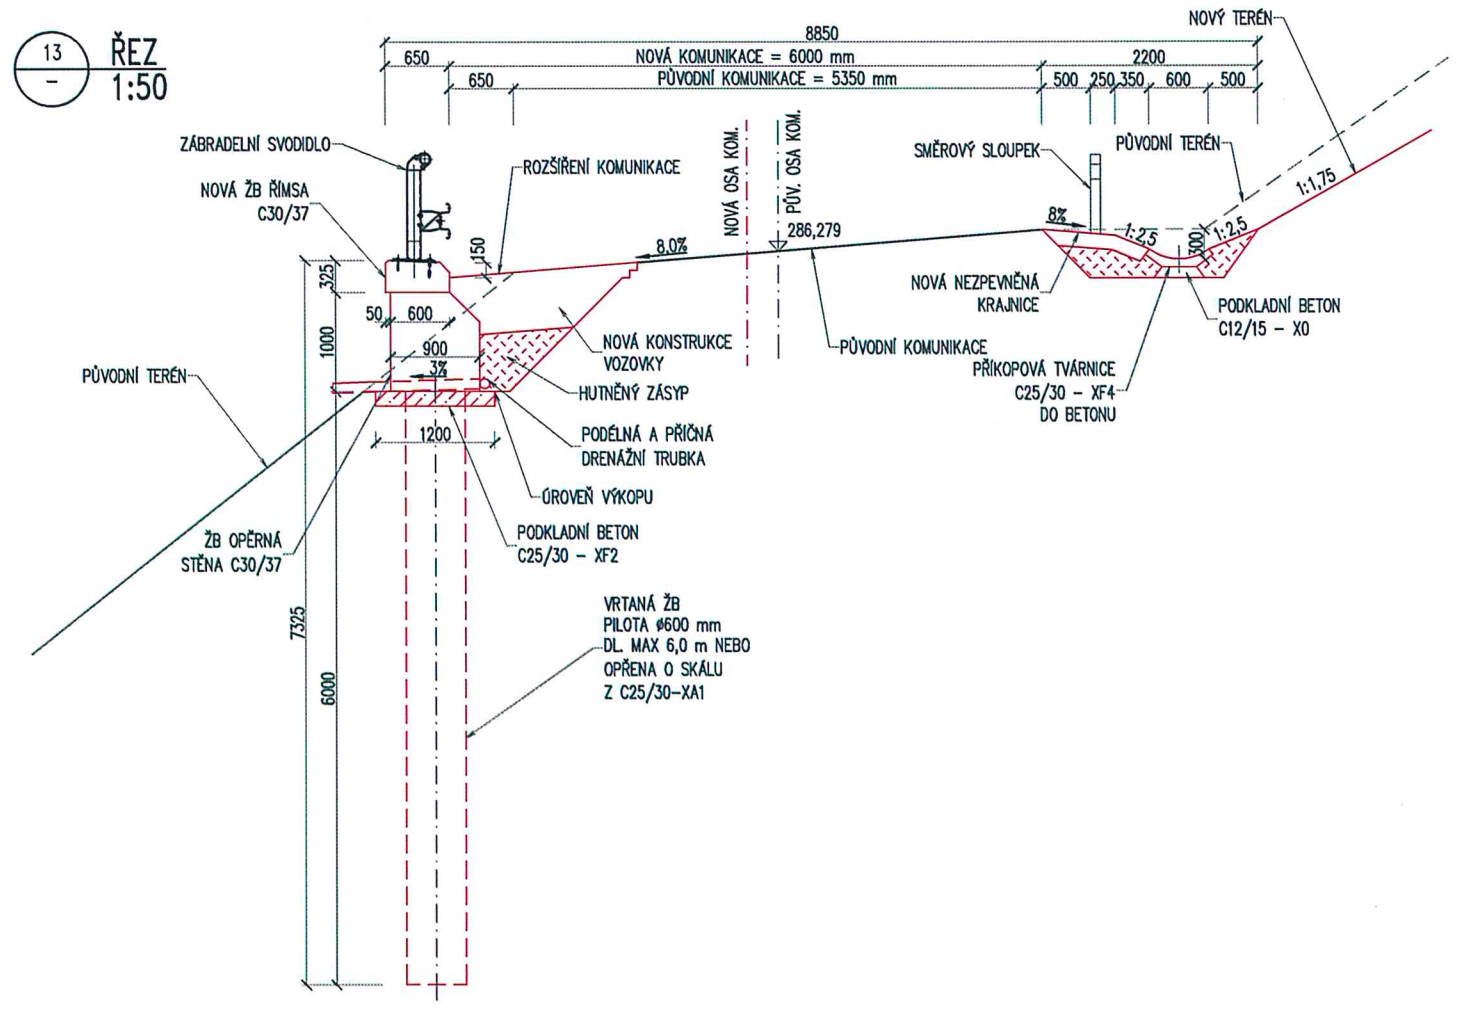 13
–
ŘEZ
1:50
8850
650
NOVÁ KOMUNIKACE = 6000 mm
2200
650
PŮVODNÍ KOMUNIKACE = 5350 mm
500
250
350
600
500
NOVÝ TERÉN
ZÁBRADELNÍ SVODIDLO
NOVÁ ŽB ŘÍMSA
C30/37
ROZŠÍŘENÍ KOMUNIKACE
NOVÁ OSA KOM.
PŮV. OSA KOM.
SMĚROVÝ SLOUPEK
PŮVODNÍ TERÉN
1:1,75
286,279
8,0%
8%
1:2,5
300
1:2,5
150
325
50
600
1000
900
3%
NOVÁ NEZPEVNĚNÁ
KRAJNICE
PODKLADNÍ BETON
C12/15 – X0
NOVÁ KONSTRUKCE
VOZOVKY
PŮVODNÍ KOMUNIKACE
PŘÍKOPOVÁ TVÁRNICE
C25/30 – XF4
DO BETONU
PŮVODNÍ TERÉN
HUTNĚNÝ ZÁSYP
1200
PODÉLNÁ A PŘÍČNÁ
DRENÁŽNÍ TRUBKA
ÚROVEŇ VÝKOPU
ŽB OPĚRNÁ
STĚNA C30/37
PODKLADNÍ BETON
C25/30 – XF2
7325
6000
VRTANÁ ŽB
PILOTA ø600 mm
DL. MAX 6,0 m NEBO
OPŘENA O SKÁLU
Z C25/30-XA1